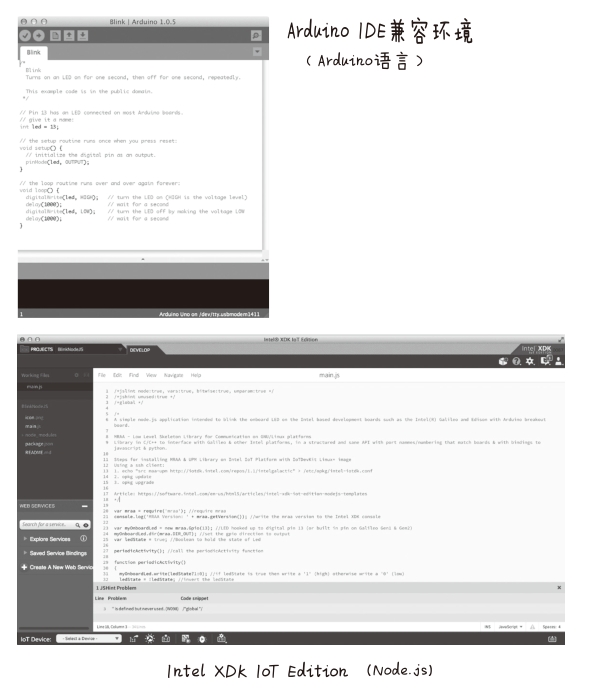 Blink | Arduino 1.0.5
Arduino IDE兼容环境
（Arduino语言）
Blink
/*
Blink
Turns on an LED on for one second, then off for one second, repeatedly.
This example code is in the public domain.
*/
// Pin 13 has an LED connected on most Arduino boards.
// give it a name:
int led = 13;
// the setup routine runs once when you press reset:
void setup() {
// initialize the digital pin as an output.
pinMode(led, OUTPUT);
}
// the loop routine runs over and over again forever:
void loop() {
digitalWrite(led, HIGH);   // turn the LED on (HIGH is the voltage level)
delay(1000);               // wait for a second
digitalWrite(led, LOW);    // turn the LED off by making the voltage LOW
delay(1000);               // wait for a second
}
1
Arduino Uno on /dev/tty.usbmodem1411
Intel® XDK IoT Edition
PROJECTS BlinkNodeJS
DEVELOP
Intel XDK
IOT EDITION
Working Files
File Edit Find View Navigate Help
main.js
main.js
BlinkNodeJS
icon.png
main.js
node_modules
package.json
README.md
1 /*jslint node:true, vars:true, bitwise:true, unparam:true */
2 /*jshint unused:true */
3 /*global */
4
5 /*
6 A simple node.js application intended to blink the onboard LED on the Intel based development boards such as the Intel(R) Galileo and Edison with Arduino breakout
board.
7
8 MRAA - Low Level Skeleton Library for Communication on GNU/Linux platforms
9 Library in C/C++ to interface with Galileo & other Intel platforms, in a structured and sane API with port nanmes/numbering that match boards & with bindings to
javascript & python.
10
11 Steps for installing MRAA & UPM Library on Intel IoT Platform with IoTDevKit Linux* image
12 Using a ssh client:
13 1. echo "src maa-upm http://iotdk.intel.com/repos/1.1/intelgalactic" > /etc/opkg/intel-iotdk.conf
14 2. opkg update
15 3. opkg upgrade
16
17 Article: https://software.intel.com/en-us/html5/articles/intel-xdk-iot-edition-nodejs-templates
18 */
19
20 var mraa = require('mraa'); //require mraa
21 console.log('MRAA Version: ' + mraa.getVersion()); //write the mraa version to the Intel XDK console
22
23 var myOnboardLed = new mraa.Gpio(13); //LED hooked up to digital pin 13 (or built in pin on Galileo Gen1 & Gen2)
24 myOnboardLed.dir(mraa.DIR_OUT); //set the gpio direction to output
25 var ledState = true; //Boolean to hold the state of Led
26
27 periodicActivity(); //call the periodicActivity function
28
29 function periodicActivity()
30 {
31 myOnboardLed.write(ledState?1:0); //if ledState is true then write a '1' (high) otherwise write a '0' (low)
32 ledState = !ledState; //invert the ledState
WEB SERVICES
Search for a service..
Explore Services
Saved Service Bindings
Create A New Web Service
1 JSHint Problem
Line Problem Code snippet
Line 18, Column 3
INS JavaScript Spaces: 4
IoT Device: - Select a Device -
Intel XDk IoT Edition (Node.js)